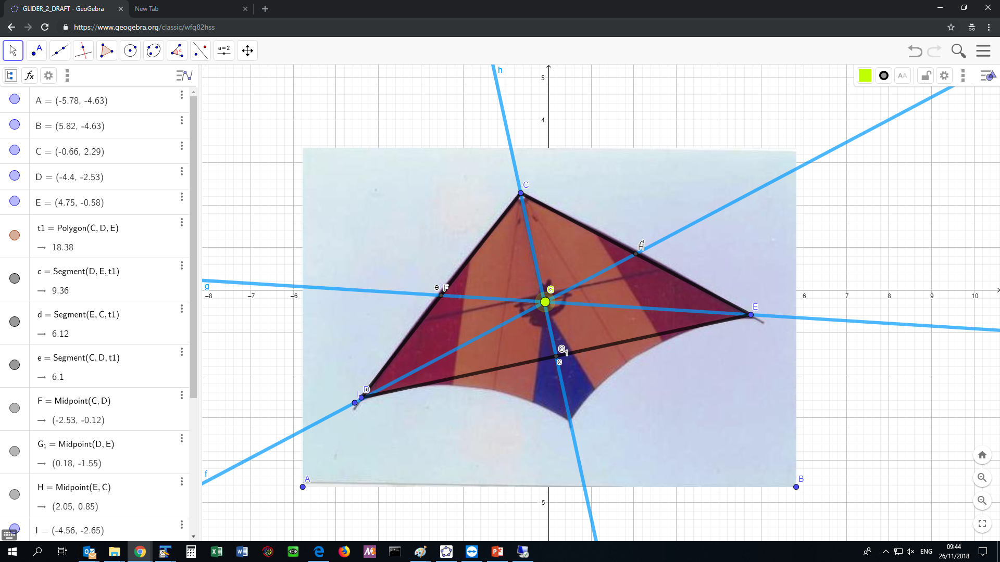 GLIDER_2_DRAFT - GeoGebra
New Tab
https://www.geogebra.org/classic/wfq82hss
A
a=2
fx
AA
A = (-5.78, -4.63)
B = (5.82, -4.63)
C = (-0.66, 2.29)
D = (-4.4, -2.53)
E = (4.75, -0.58)
t1 = Polygon(C, D, E)
→ 18.38
c = Segment(D, E, t1)
→ 9.36
d = Segment(E, C, t1)
→ 6.12
e = Segment(C, D, t1)
→ 6.1
F = Midpoint(C, D)
→ (-2.53, -0.12)
G₁ = Midpoint(D, E)
→ (0.18, -1.55)
H = Midpoint(E, C)
→ (2.05, 0.85)
I = (-4.56, -2.65)
h
5
4
C
d
H
g
e
F
G
-8
-7
-6
6
7
8
9
10
E
G₁
c
I
D
f
A
B
-5
ENG
09:44
26/11/2018